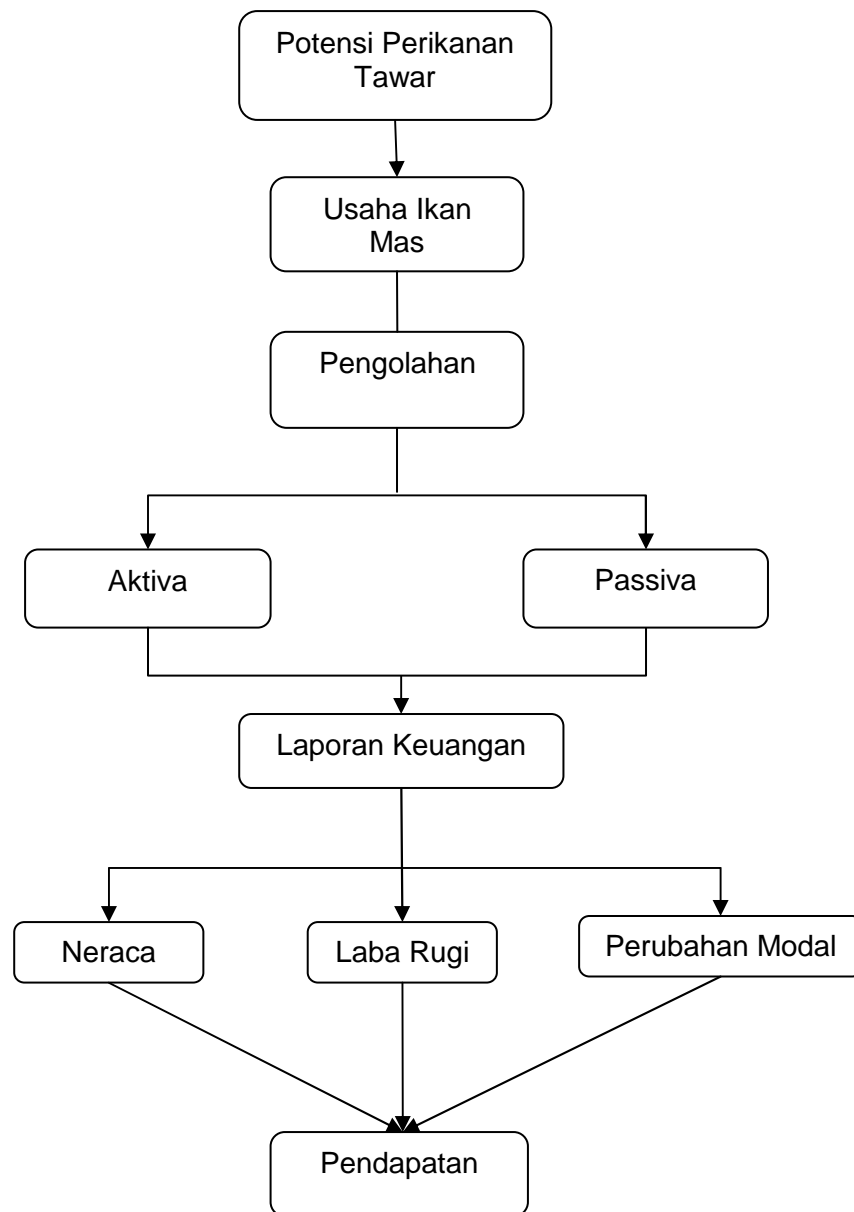 Potensi Perikanan
Tawar
Usaha Ikan
Mas
Pengolahan
Aktiva
Passiva
Laporan Keuangan
Neraca
Laba Rugi
Perubahan Modal
Pendapatan